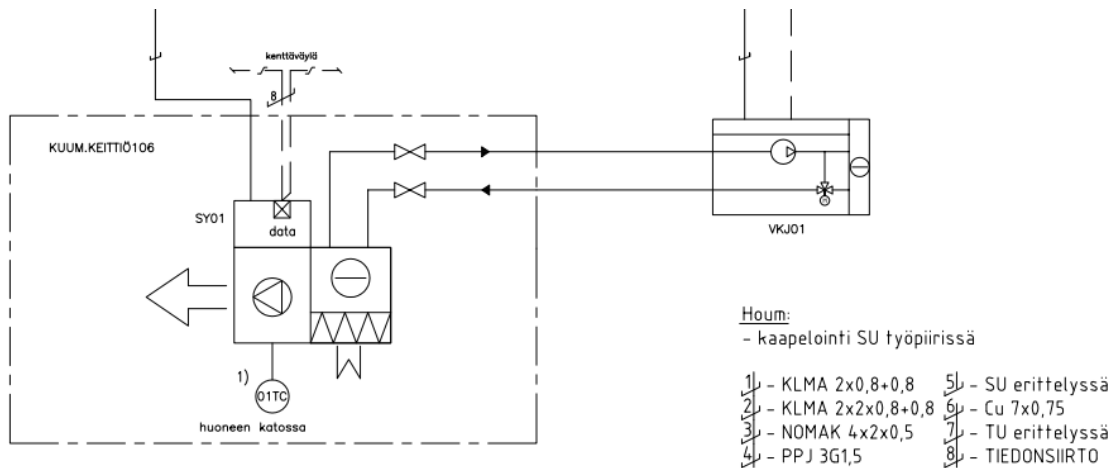 kenttäväylä
8
KUUM.KEITTIÖ106
SY01
data
VKJ01
M
1)
01TC
huoneen katossa
Houm:
- kaapelointi SU työpiirissä
1 - KLMA 2x0,8+0,8
5 - SU erittelyssä
2 - KLMA 2x2x0,8+0,8
6 - Cu 7x0,75
3 - NOMAK 4x2x0,5
7 - TU erittelyssä
4 - PPJ 3G1,5
8 - TIEDONSIIRTO